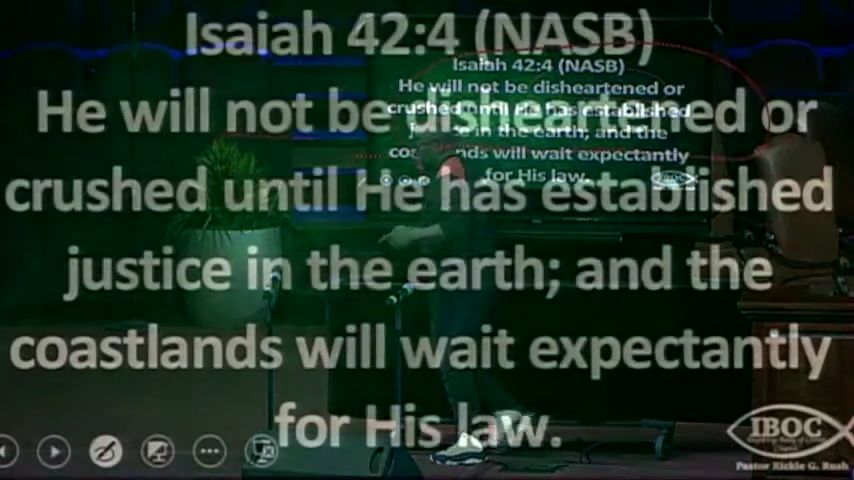 Isaiah 42:4 (NASB)
He will not be disheartened or
crushed until He has established
justice in the earth; and the
coastlands will wait expectantly
for His law.
Isaiah 42:4 (NASB)
He will not be disheartened or
crushed until He has established
in the earth; and the
will wait expectantly
for His law.
IBOC
IBOC
Pastor Rickie G. Rush